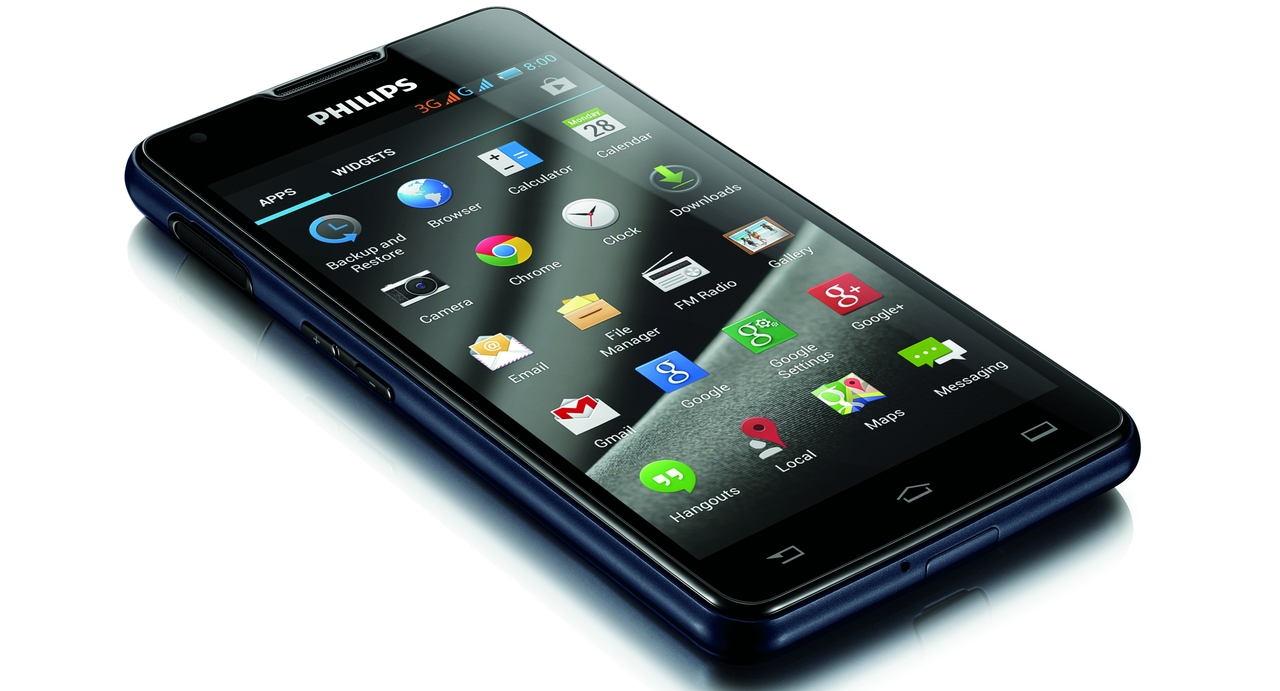 PHILIPS
3G G 8:00
APPS WIDGETS
Backup and
Restore
Browser
Calculator
Monday
28
Calendar
Camera
Chrome
Clock
Downloads
Email
File
Manager
FM Radio
Gallery
Gmail
Google
Google
Settings
Google+
Hangouts
Local
Maps
Messaging